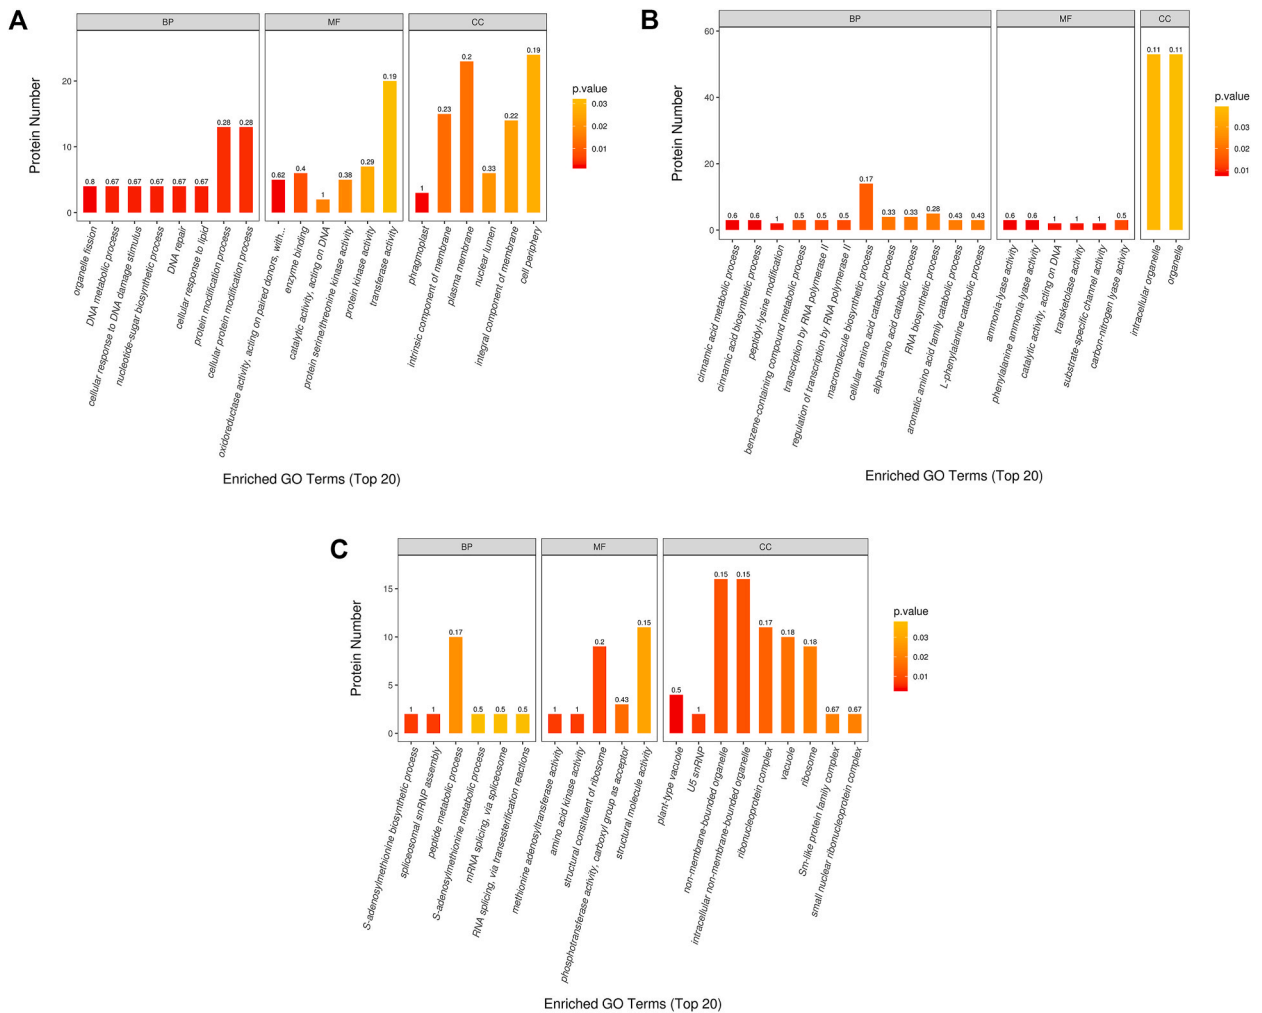 A
BP
MF
CC
Protein Number
0
10
20
0.8
0.67
0.67
0.67
0.67
0.67
0.28
0.28
0.62
0.4
1
0.38
0.29
0.19
1
0.23
0.2
0.33
0.22
0.19
p.value
0.03
0.02
0.01
organelle fission
DNA metabolic process
cellular response to DNA damage stimulus
nucleotide-sugar biosynthetic process
DNA repair
cellular response to lipid
protein modification process
cellular protein modification process
oxidoreductase activity, acting on paired donors, with...
enzyme binding
catalytic activity, acting on DNA
protein serine/threonine kinase activity
protein kinase activity
transferase activity
phragmoplast
intrinsic component of membrane
plasma membrane
nuclear lumen
integral component of membrane
cell periphery
Enriched GO Terms (Top 20)
B
BP
MF
CC
Protein Number
0
20
40
60
0.6
0.6
1
0.5
0.5
0.5
0.17
0.33
0.33
0.28
0.43
0.43
0.6
0.6
1
1
1
0.5
0.11
0.11
p.value
0.03
0.02
0.01
cinnamic acid metabolic process
cinnamic acid biosynthetic process
peptidyl-lysine modification
benzene-containing compound metabolic process
transcription by RNA polymerase II
regulation of transcription by RNA polymerase II
macromolecule biosynthetic process
cellular amino acid catabolic process
alpha-amino acid catabolic process
RNA biosynthetic process
aromatic amino acid family catabolic process
L-phenylalanine catabolic process
ammonia-lyase activity
phenylalanine ammonia-lyase activity
catalytic activity, acting on DNA
transketolase activity
substrate-specific channel activity
carbon-nitrogen lyase activity
intracellular organelle
organelle
Enriched GO Terms (Top 20)
C
BP
MF
CC
Protein Number
0
5
10
15
1
1
0.17
0.5
0.5
0.5
1
1
0.2
0.43
0.15
0.5
1
0.15
0.15
0.17
0.18
0.18
0.67
0.67
p.value
0.03
0.02
0.01
S-adenosylmethionine biosynthetic process
spliceosomal snRNP assembly
peptide metabolic process
S-adenosylmethionine metabolic process
mRNA splicing, via spliceosome
RNA splicing, via transesterification reactions
methionine adenosyltransferase activity
amino acid kinase activity
structural constituent of ribosome
phosphotransferase activity, carboxyl group as acceptor
structural molecule activity
plant-type vacuole
U5 snRNP
non-membrane-bounded organelle
intracellular non-membrane-bounded organelle
ribonucleoprotein complex
vacuole
ribosome
Sm-like protein family complex
small nuclear ribonucleoprotein complex
Enriched GO Terms (Top 20)